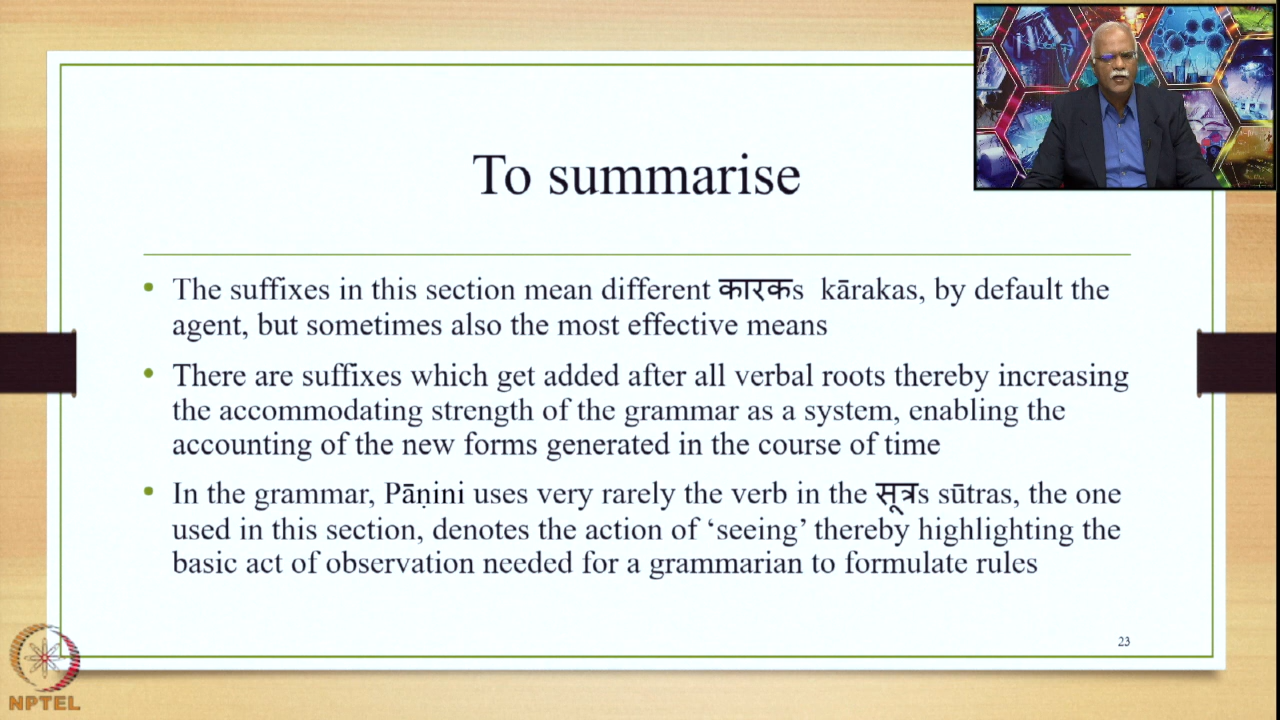 To summarise
• The suffixes in this section mean different कारकs kārakas, by default the
agent, but sometimes also the most effective means
• There are suffixes which get added after all verbal roots thereby increasing
the accommodating strength of the grammar as a system, enabling the
accounting of the new forms generated in the course of time
• In the grammar, Pāṇini uses very rarely the verb in the सूत्रs sūtras, the one
used in this section, denotes the action of ‘seeing’ thereby highlighting the
basic act of observation needed for a grammarian to formulate rules
23
NPTEL